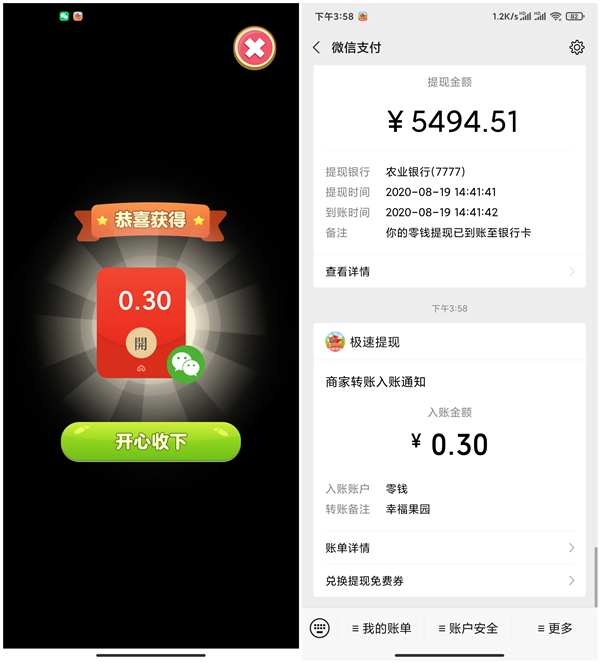 恭喜获得
0.30
開
开心收下
下午3:58
1.2K/s
82
微信支付
提现金额
¥5494.51
提现银行 农业银行(7777)
提现时间 2020-08-19 14:41:41
到账时间 2020-08-19 14:41:42
备注 你的零钱提现已到账至银行卡
查看详情
下午3:58
极速提现
商家转账入账通知
入账金额
¥0.30
入账账户 零钱
转账备注 幸福果园
账单详情
兑换提现免费券
我的账单 账户安全 更多